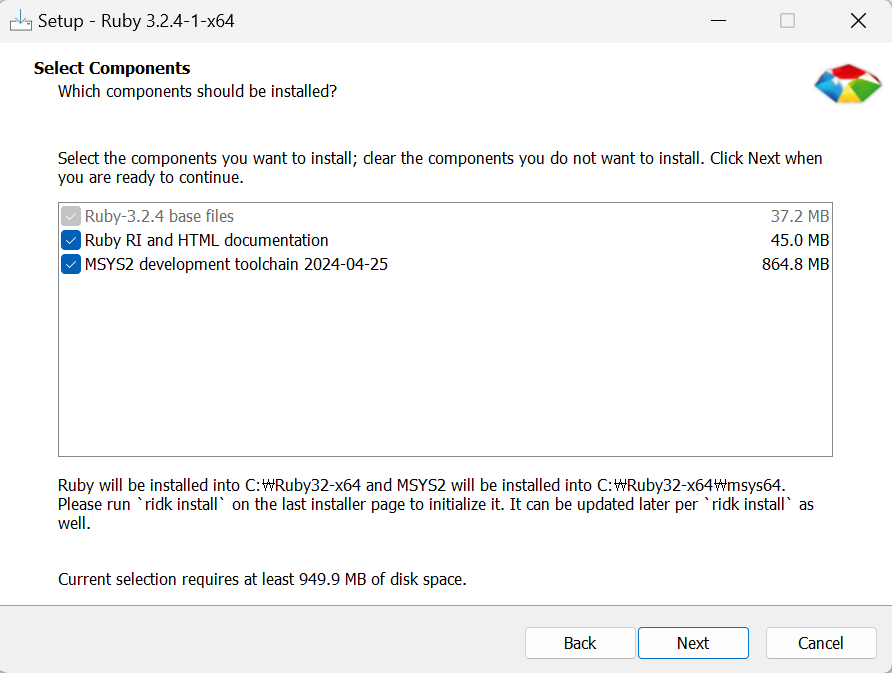 Setup - Ruby 3.2.4-1-x64
Select Components
Which components should be installed?
Select the components you want to install; clear the components you do not want to install. Click Next when
you are ready to continue.
Ruby-3.2.4 base files 37.2 MB
Ruby RI and HTML documentation 45.0 MB
MSYS2 development toolchain 2024-04-25 864.8 MB
Ruby will be installed into C:₩Ruby32-x64 and MSYS2 will be installed into C:₩Ruby32-x64₩msys64.
Please run `ridk install` on the last installer page to initialize it. It can be updated later per `ridk install` as
well.
Current selection requires at least 949.9 MB of disk space.
Back Next Cancel